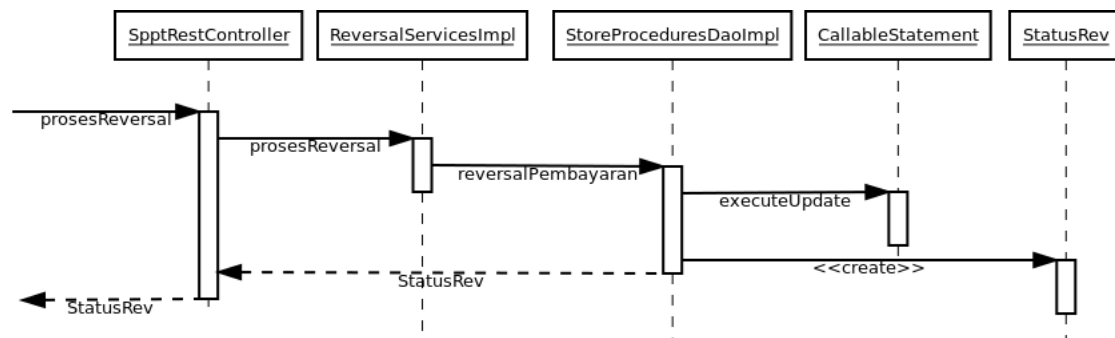 SpptRestController
ReversalServicesImpl
StoreProceduresDaoImpl
CallableStatement
StatusRev
prosesReversal
prosesReversal
reversalPembayaran
executeUpdate
<<create>>
StatusRev
StatusRev